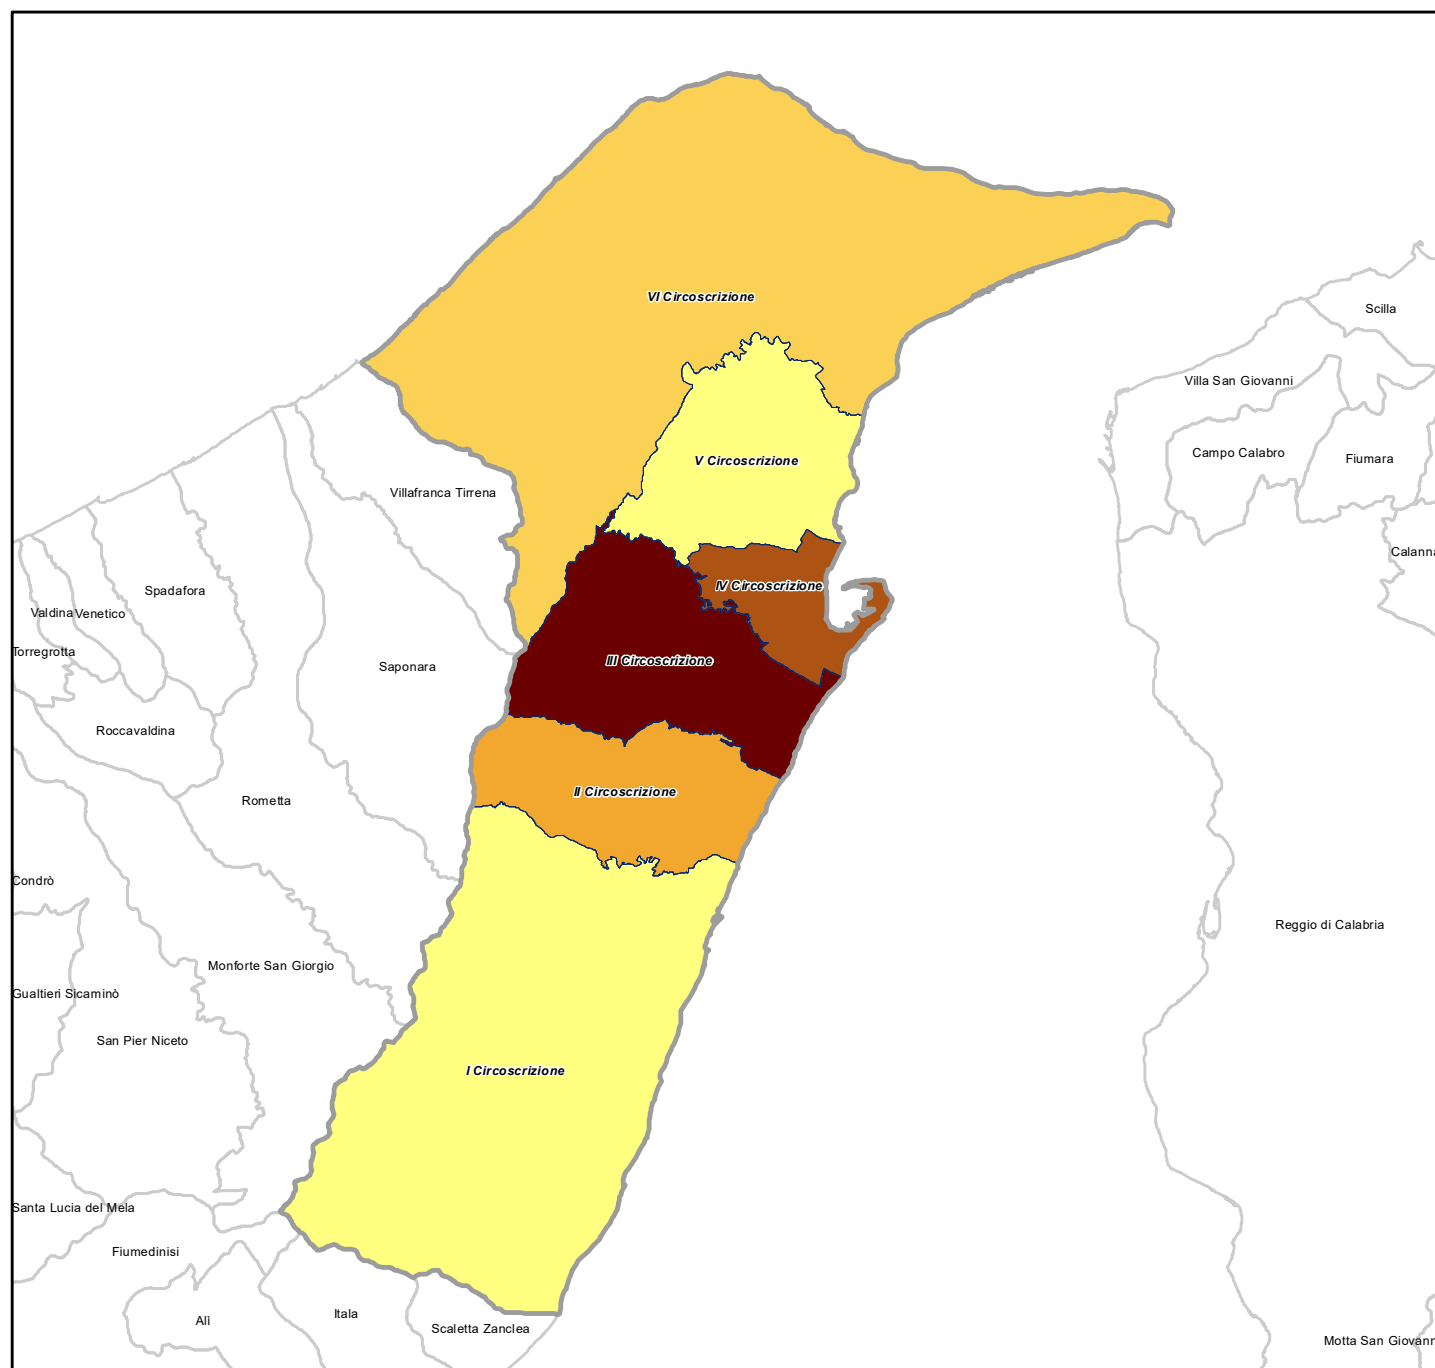 VI Circoscrizione
Scilla
Villa San Giovanni
V Circoscrizione
Campo Calabro
Fiumara
Villafranca Tirrena
Calanna
IV Circoscrizione
Spadafora
Valdina
Venetico
Torregrotta
III Circoscrizione
Saponara
Roccavaldina
II Circoscrizione
Rometta
Condrò
Reggio di Calabria
Monforte San Giorgio
Gualtieri Sicaminò
San Pier Niceto
I Circoscrizione
Santa Lucia del Mela
Fiumedinisi
Itala
Alì
Scaletta Zanclea
Motta San Giovann